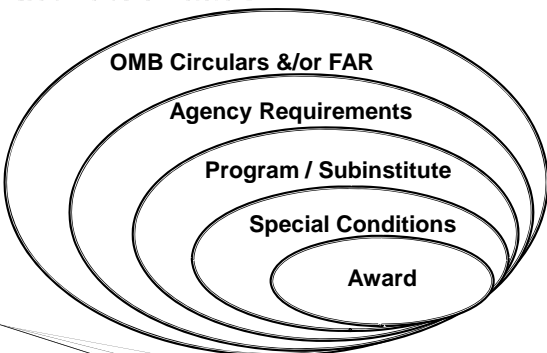 OMB Circulars &/or FAR
Agency Requirements
Program / Subinstitute
Special Conditions
Award